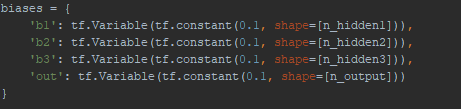 biases = {
    'b1': tf.Variable(tf.constant(0.1, shape=[n_hidden1])),
    'b2': tf.Variable(tf.constant(0.1, shape=[n_hidden2])),
    'b3': tf.Variable(tf.constant(0.1, shape=[n_hidden3])),
    'out': tf.Variable(tf.constant(0.1, shape=[n_output]))
}